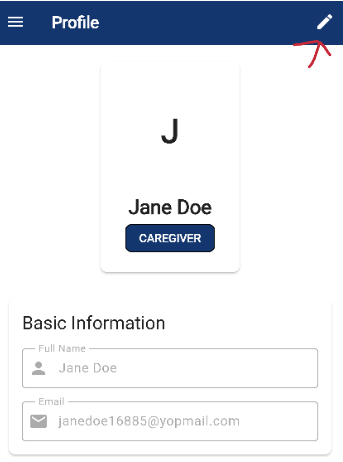 Profile
J
Jane Doe
CAREGIVER
Basic Information
Full Name
Jane Doe
Email
janedoe16885@yopmail.com